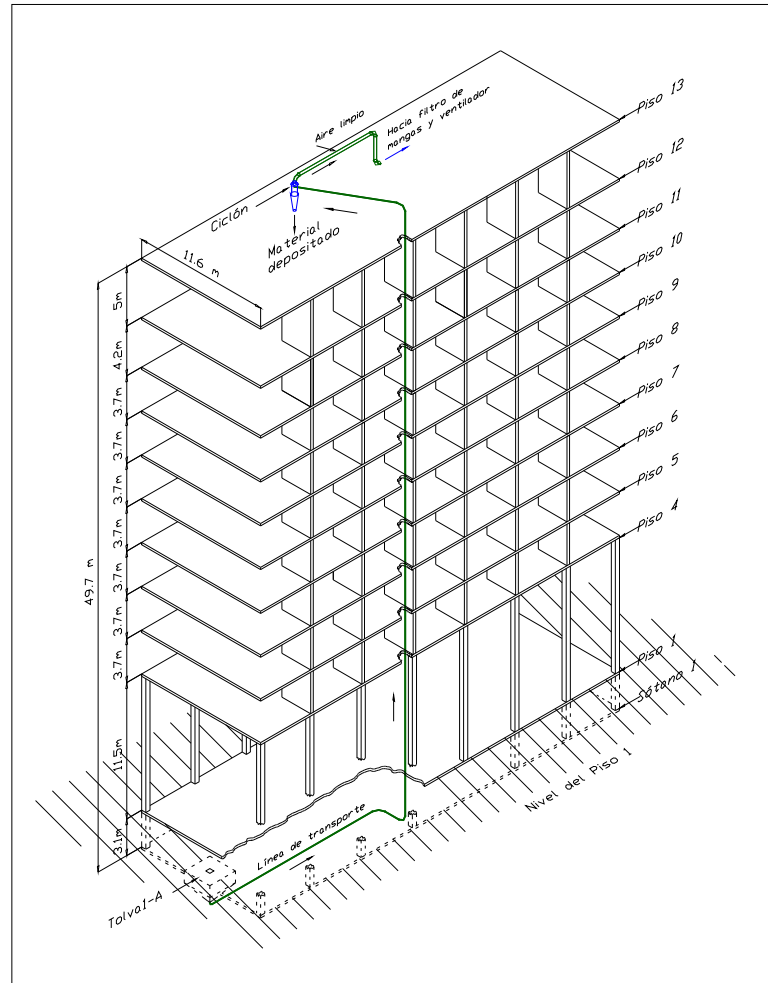 Piso 13
Hacia filtro de
mangas y ventilador
Aire limpio
Piso 12
Piso 11
Ciclón
Material
depositado
Piso 10
11.6 m
Piso 9
5m
Piso 8
4.2m
Piso 7
3.7m
Piso 6
3.7m
Piso 5
3.7m
Piso 4
3.7m
49.7 m
3.7m
3.7m
3.7m
Piso 1
Sótano 1
11.5m
Nivel del Piso 1
Línea de transporte
3.1m
Tolva1-A